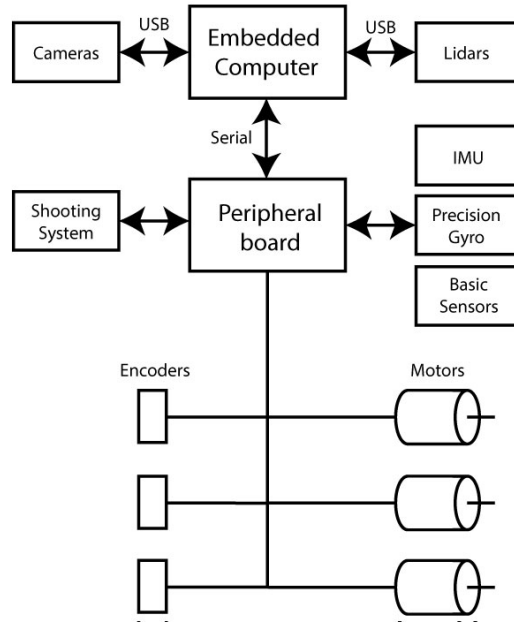 USB
USB
Cameras
Embedded
Computer
Lidars
Serial
IMU
Shooting
System
Peripheral
board
Precision
Gyro
Basic
Sensors
Encoders
Motors